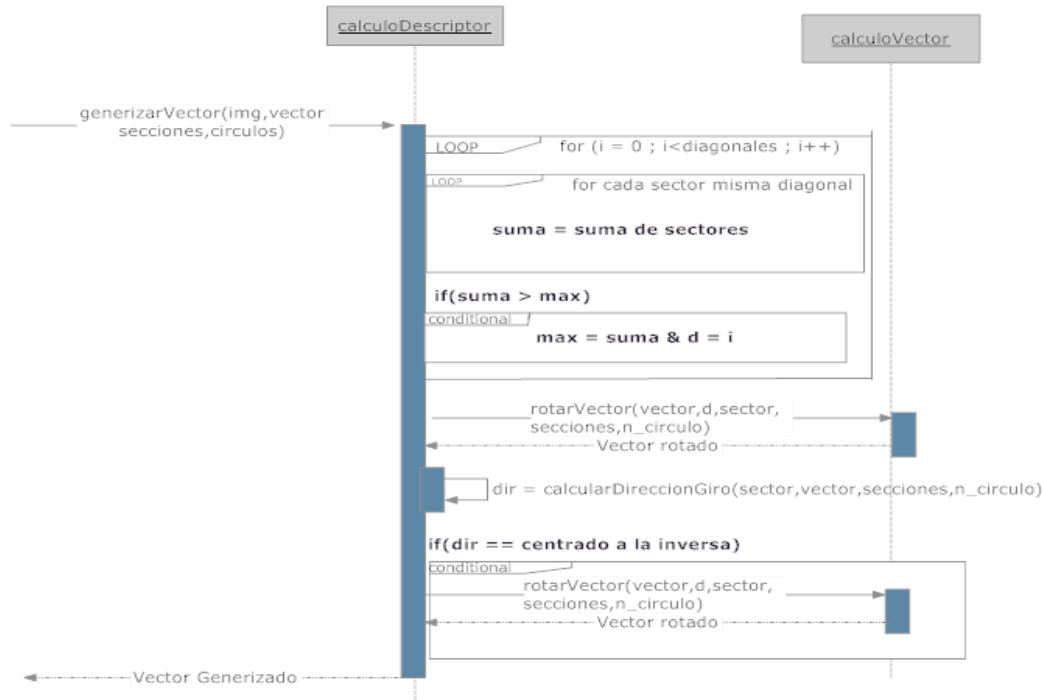 calculoDescriptor
calculoVector
generizarVector(img,vector
secciones,circulos)
LOOP
for (i = 0 ; i<diagonales ; i++)
LOOP
for cada sector misma diagonal
suma = suma de sectores
if(suma > max)
conditional
max = suma & d = i
rotarVector(vector,d,sector,
secciones,n_circulo)
Vector rotado
dir = calcularDireccionGiro(sector,vector,secciones,n_circulo)
if(dir == centrado a la inversa)
conditional
rotarVector(vector,d,sector,
secciones,n_circulo)
Vector rotado
Vector Generizado